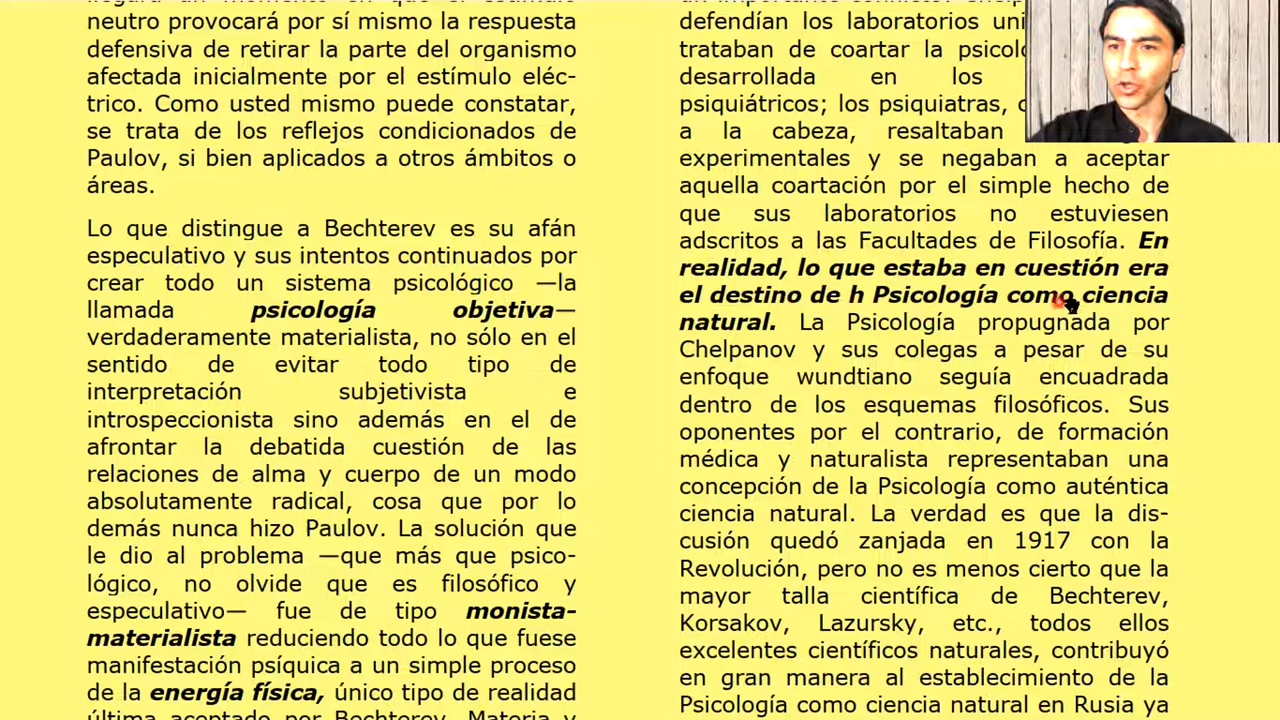 neutro provocará por sí mismo la respuesta
defensiva de retirar la parte del organismo
afectada inicialmente por el estímulo eléc-
trico. Como usted mismo puede constatar,
se trata de los reflejos condicionados de
Paulov, si bien aplicados a otros ámbitos o
áreas.
Lo que distingue a Bechterev es su afán
especulativo y sus intentos continuados por
crear todo un sistema psicológico —la
llamada psicología objetiva—
verdaderamente materialista, no sólo en el
sentido de evitar todo tipo de
interpretación subjetivista e
introspeccionista sino además en el de
afrontar la debatida cuestión de las
relaciones de alma y cuerpo de un modo
absolutamente radical, cosa que por lo
demás nunca hizo Paulov. La solución que
le dio al problema —que más que psico-
lógico, no olvide que es filosófico y
especulativo— fue de tipo monista-
materialista reduciendo todo lo que fuese
manifestación psíquica a un simple proceso
de la energía física, único tipo de realidad
última aceptado por Bechterev. Materia y
defendían los laboratorios
trataban de coartar la
desarrollada en los
psiquiátricos; los psiquiatras,
a la cabeza, resaltaban
experimentales y se negaban a aceptar
aquella coartación por el simple hecho de
que sus laboratorios no estuviesen
adscritos a las Facultades de Filosofía. En
realidad, lo que estaba en cuestión era
el destino de h Psicología como ciencia
natural. La Psicología propugnada por
Chelpanov y sus colegas a pesar de su
enfoque wundtiano seguía encuadrada
dentro de los esquemas filosóficos. Sus
oponentes por el contrario, de formación
médica y naturalista representaban una
concepción de la Psicología como auténtica
ciencia natural. La verdad es que la dis-
cusión quedó zanjada en 1917 con la
Revolución, pero no es menos cierto que la
mayor talla científica de Bechterev,
Korsakov, Lazursky, etc., todos ellos
excelentes científicos naturales, contribuyó
en gran manera al establecimiento de la
Psicología como ciencia natural en Rusia ya